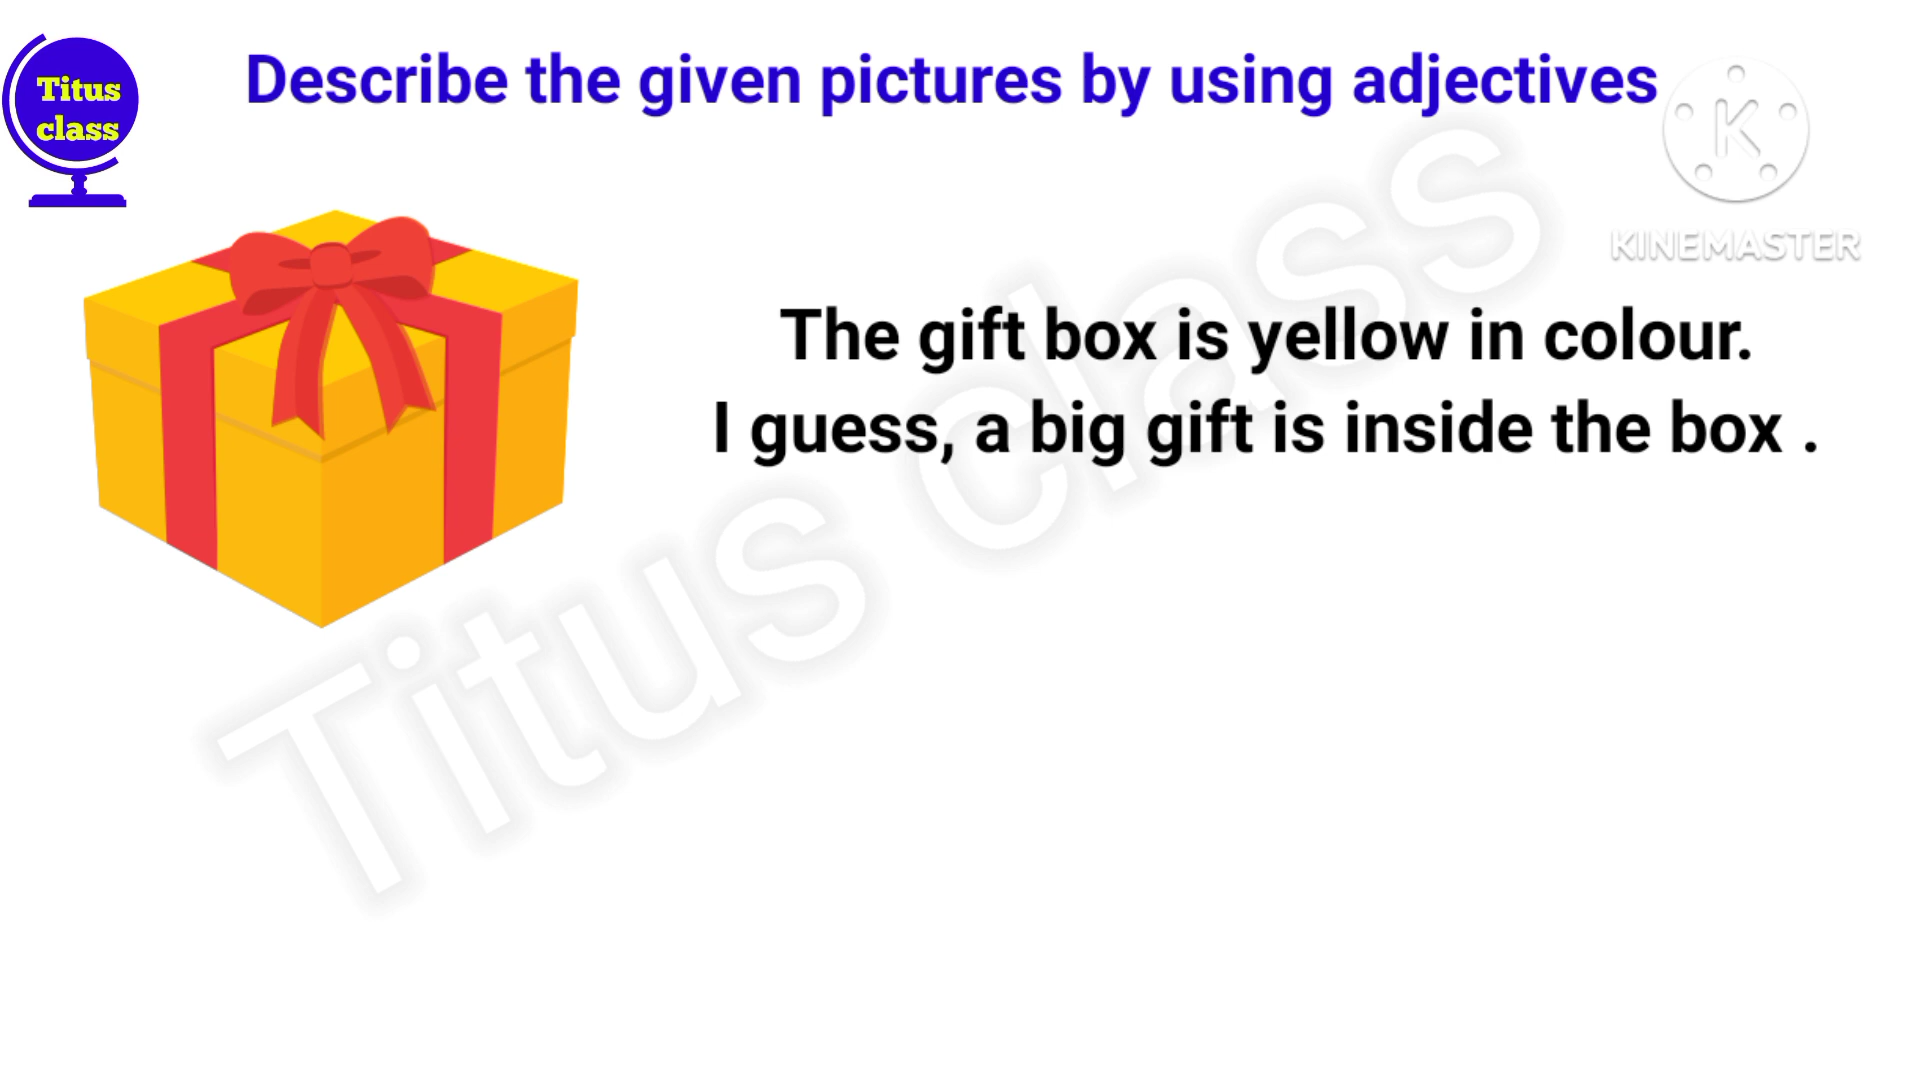 Titus
class
Describe the given pictures by using adjectives
K
KINEMASTER
The gift box is yellow in colour.
I guess, a big gift is inside the box .
Titus class